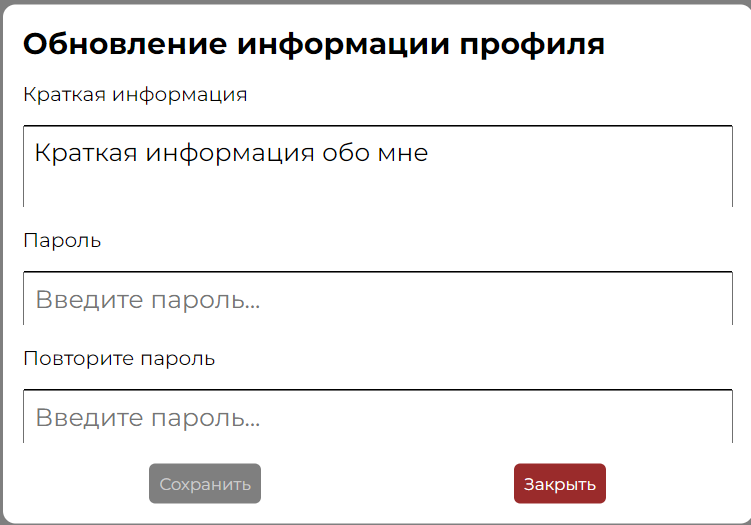 Обновление информации профиля
Краткая информация
Краткая информация обо мне
Пароль
Введите пароль...
Повторите пароль
Введите пароль...
Сохранить Закрыть